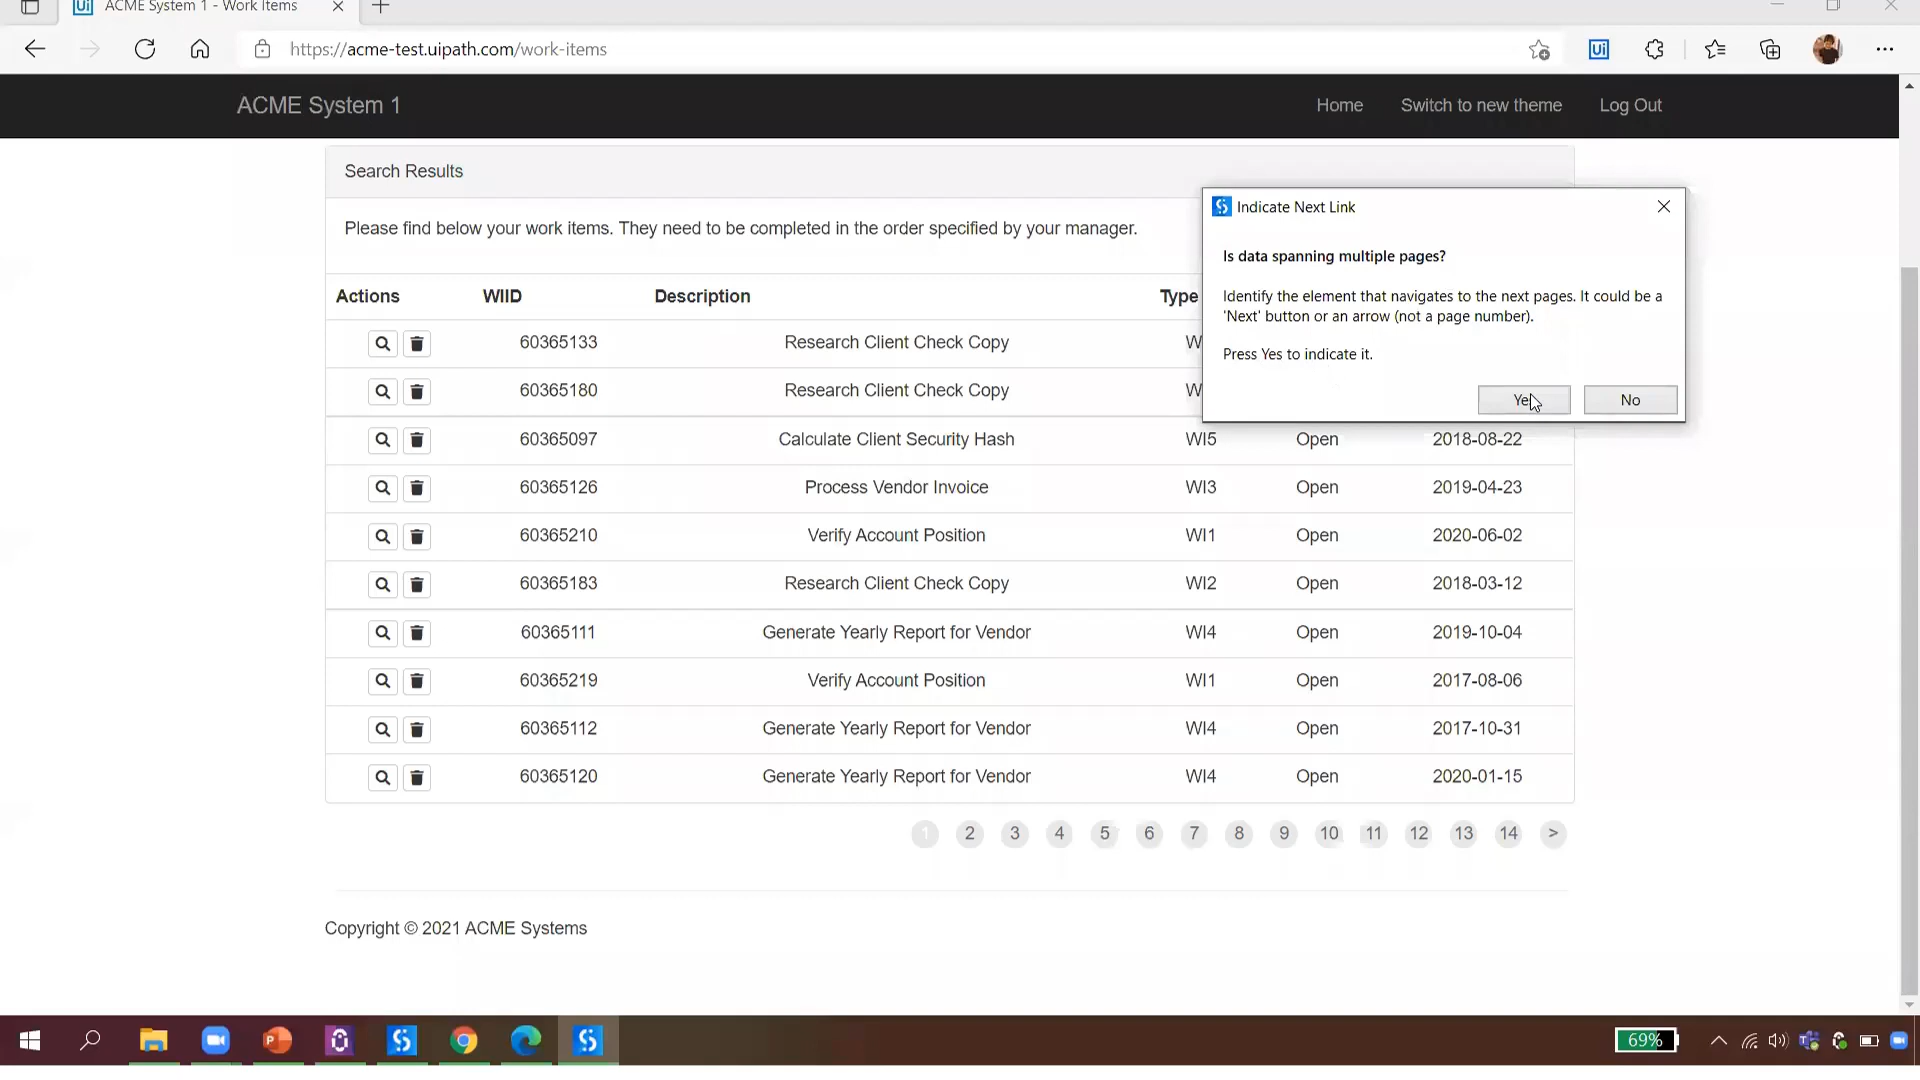 ACME System 1 - Work Items
https://acme-test.uipath.com/work-items
ACME System 1
Home
Switch to new theme
Log Out
Search Results
Please find below your work items. They need to be completed in the order specified by your manager.
Indicate Next Link
Is data spanning multiple pages?
Identify the element that navigates to the next pages. It could be a
'Next' button or an arrow (not a page number).
Press Yes to indicate it.
Yes
No
Actions WIID Description Type
60365133 Research Client Check Copy W
60365180 Research Client Check Copy W
60365097 Calculate Client Security Hash WI5 Open 2018-08-22
60365126 Process Vendor Invoice WI3 Open 2019-04-23
60365210 Verify Account Position WI1 Open 2020-06-02
60365183 Research Client Check Copy WI2 Open 2018-03-12
60365111 Generate Yearly Report for Vendor WI4 Open 2019-10-04
60365219 Verify Account Position WI1 Open 2017-08-06
60365112 Generate Yearly Report for Vendor WI4 Open 2017-10-31
60365120 Generate Yearly Report for Vendor WI4 Open 2020-01-15
1 2 3 4 5 6 7 8 9 10 11 12 13 14 >
Copyright © 2021 ACME Systems
69%